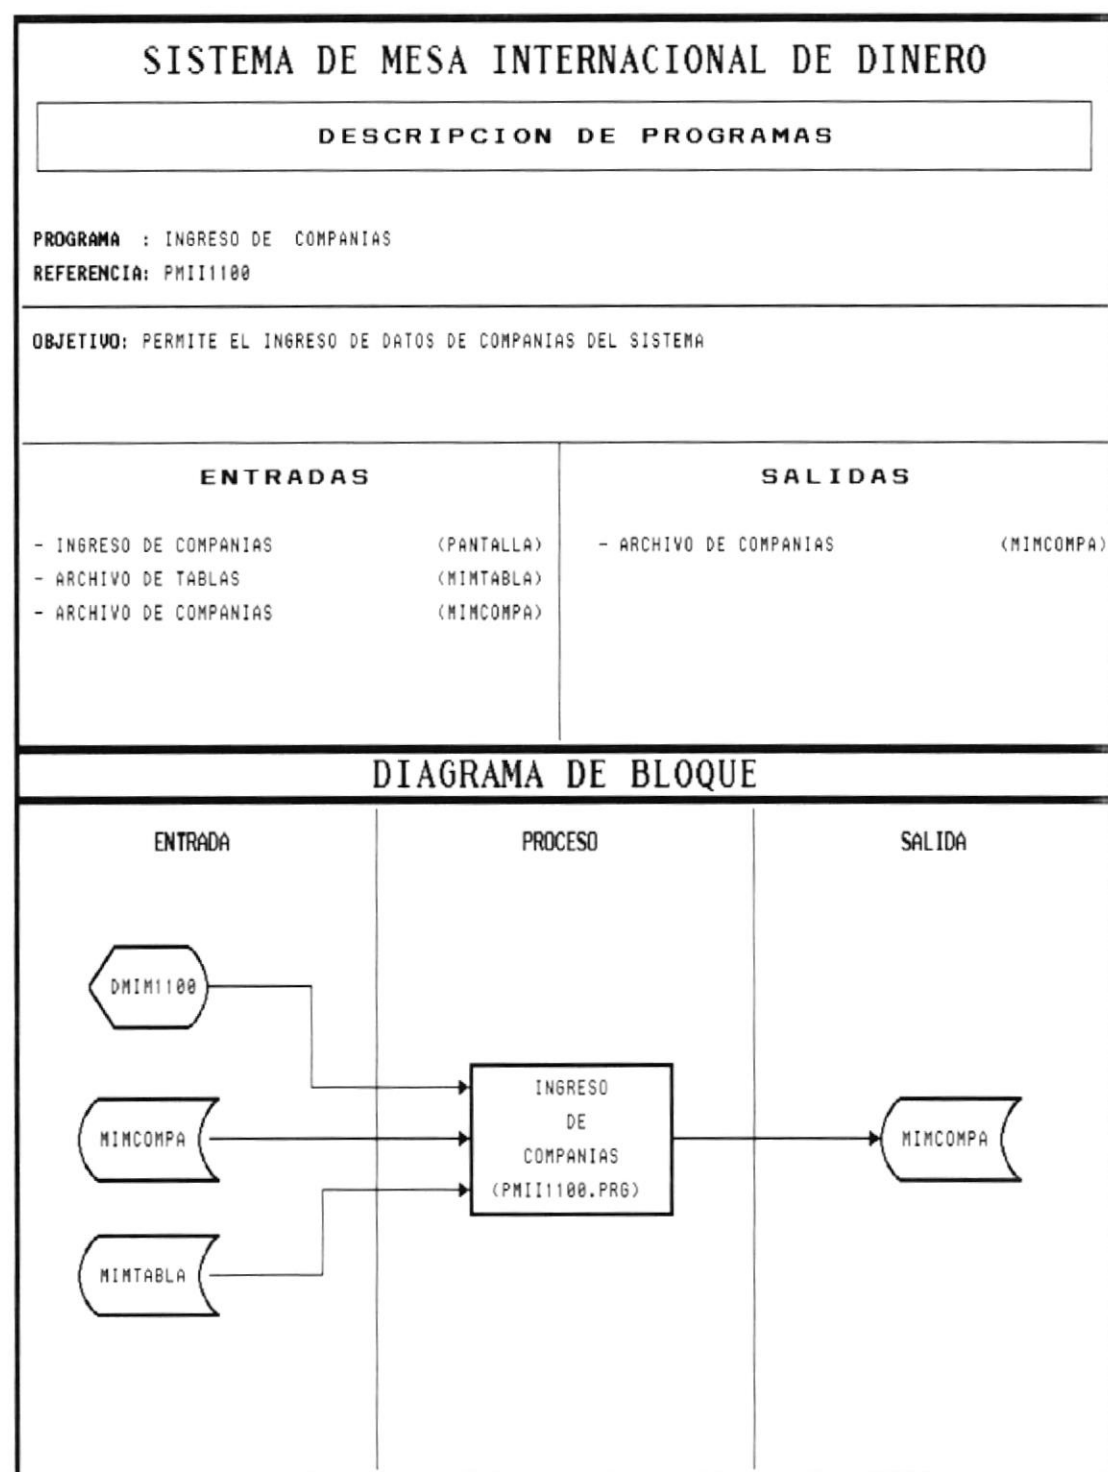 SISTEMA DE MESA INTERNACIONAL DE DINERO
DESCRIPCION DE PROGRAMAS
PROGRAMA : INGRESO DE COMPANIAS
REFERENCIA: PMII1100
OBJETIVO: PERMITE EL INGRESO DE DATOS DE COMPANIAS DEL SISTEMA
ENTRADAS
- INGRESO DE COMPANIAS (PANTALLA)
- ARCHIVO DE TABLAS (MIMTABLA)
- ARCHIVO DE COMPANIAS (MIMCOMPA)
SALIDAS
- ARCHIVO DE COMPANIAS (MIMCOMPA)
DIAGRAMA DE BLOQUE
ENTRADA
PROCESO
SALIDA
DMIM1100
MIMCOMPA
MIMTABLA
INGRESO
DE
COMPANIAS
(PMII1100.PRG)
MIMCOMPA